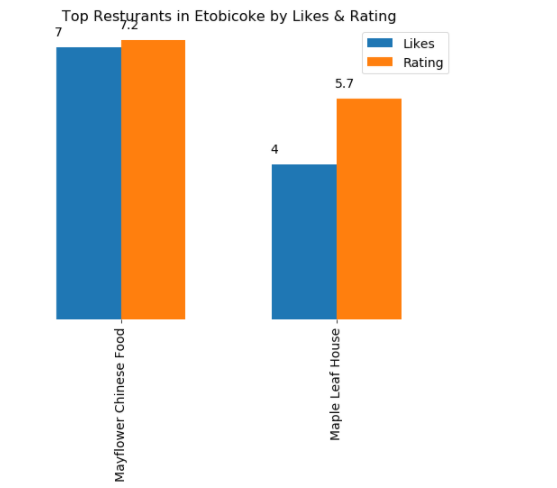 Top Resturants in Etobicoke by Likes & Rating
7
7.2
4
5.7
Likes
Rating
Mayflower Chinese Food
Maple Leaf House